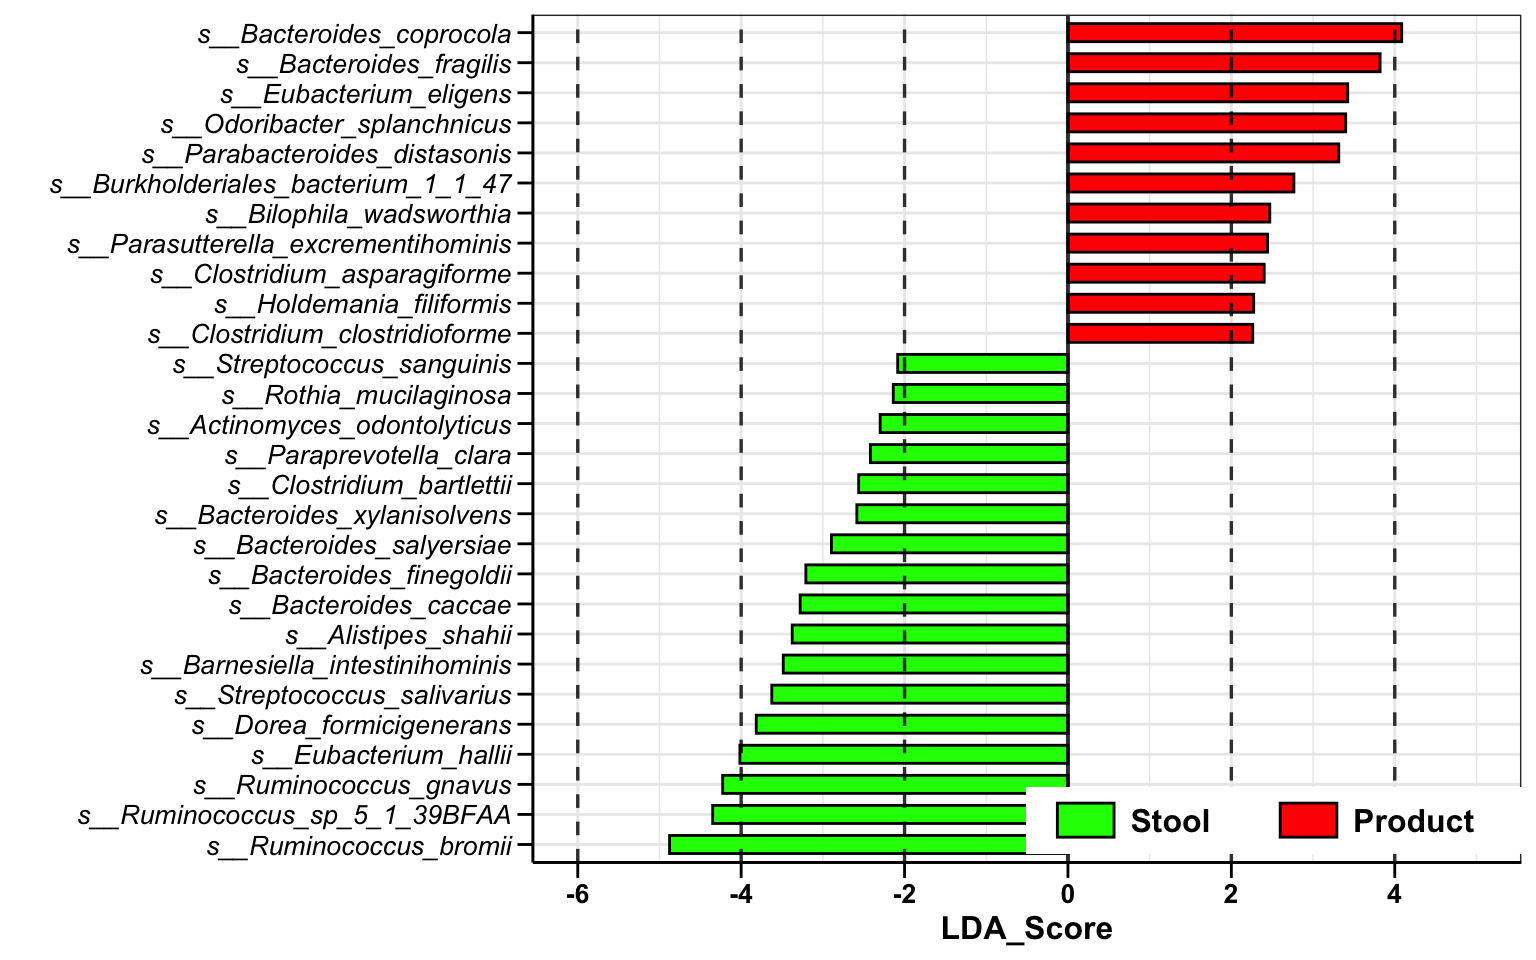 s__Bacteroides_coprocola
s__Bacteroides_fragilis
s__Eubacterium_eligens
s__Odoribacter_splanchnicus
s__Parabacteroides_distasonis
s__Burkholderiales_bacterium_1_1_47
s__Bilophila_wadsworthia
s__Parasutterella_excrementihominis
s__Clostridium_asparagiforme
s__Holdemania_filiformis
s__Clostridium_clostridioforme
s__Streptococcus_sanguinis
s__Rothia_mucilaginosa
s__Actinomyces_odontolyticus
s__Paraprevotella_clara
s__Clostridium_bartlettii
s__Bacteroides_xylanisolvens
s__Bacteroides_salyersiae
s__Bacteroides_finegoldii
s__Bacteroides_caccae
s__Alistipes_shahii
s__Barnesiella_intestinihominis
s__Streptococcus_salivarius
s__Dorea_formicigenerans
s__Eubacterium_hallii
s__Ruminococcus_gnavus
s__Ruminococcus_sp_5_1_39BFAA
s__Ruminococcus_bromii
Stool Product
-6 -4 -2 0 2 4
LDA_Score